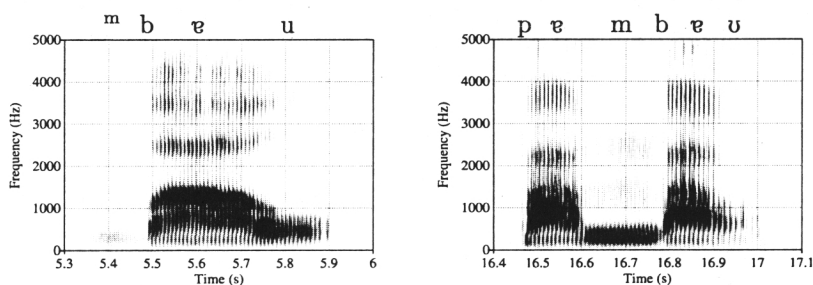 ᵐ b ɐ u
5000
4000
3000
2000
1000
0
Frequency (Hz)
5.3 5.4 5.5 5.6 5.7 5.8 5.9 6
Time (s)
p ɐ m b ɐ ʊ
5000
4000
3000
2000
1000
0
Frequency (Hz)
16.4 16.5 16.6 16.7 16.8 16.9 17 17.1
Time (s)